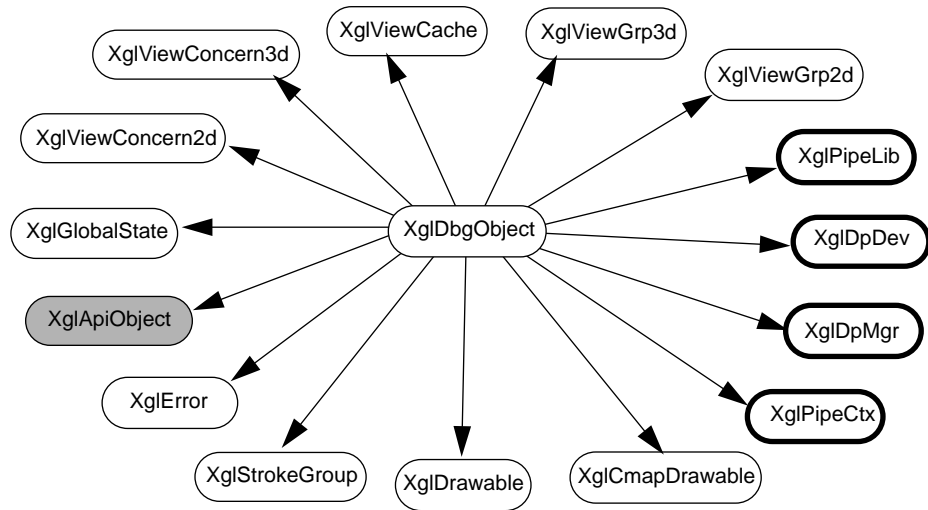 XglViewCache
XglViewGrp3d
XglViewConcern3d
XglViewGrp2d
XglViewConcern2d
XglPipeLib
XglGlobalState
XglDbgObject
XglDpDev
XglApiObject
XglDpMgr
XglError
XglPipeCtx
XglStrokeGroup
XglDrawable
XglCmapDrawable